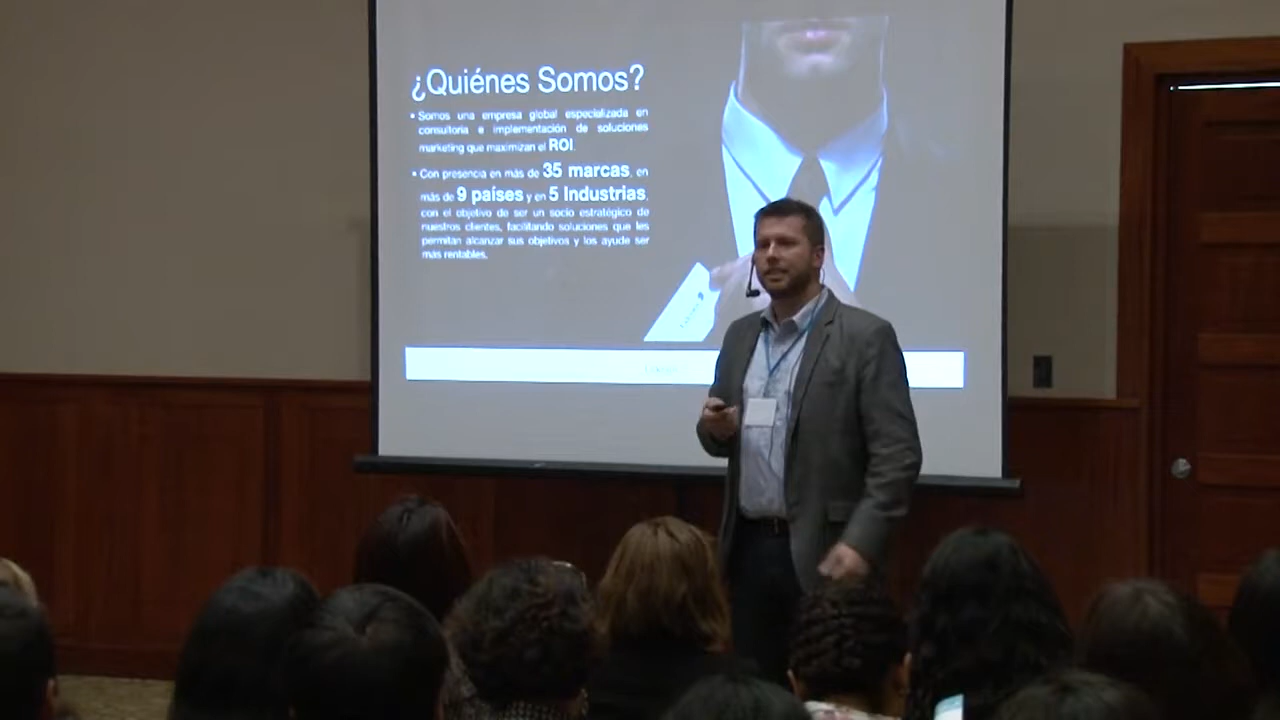 ¿Quiénes Somos?
• Somos una empresa global especializada en
consultoria e implementación de soluciones
marketing que maximizan el ROI.
• Con presencia en más de 35 marcas, en
más de 9 países y en 5 Industrias,
con el objetivo de ser un socio estratégico de
nuestros clientes, facilitando soluciones que les
permitan alcanzar sus objetivos y los ayude ser
más rentables.